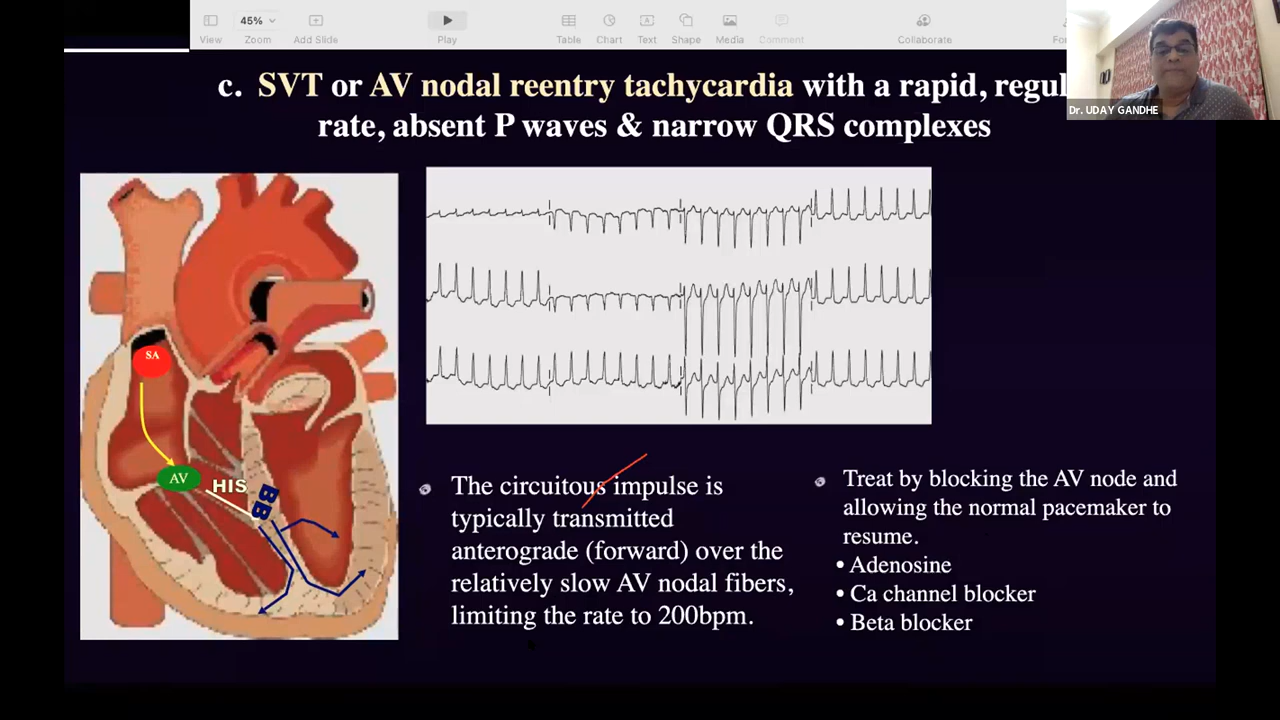 45%
View
Zoom
Add Slide
Play
Table
Chart
Text
Shape
Media
Comment
Collaborate
Dr. UDAY GANDHE
c. SVT or AV nodal reentry tachycardia with a rapid,
rate, absent P waves & narrow QRS complexes
SA
AV
HIS
BB
The circuitous impulse is
typically transmitted
anterograde (forward) over the
relatively slow AV nodal fibers,
limiting the rate to 200bpm.
Treat by blocking the AV node and
allowing the normal pacemaker to
resume.
• Adenosine
• Ca channel blocker
• Beta blocker